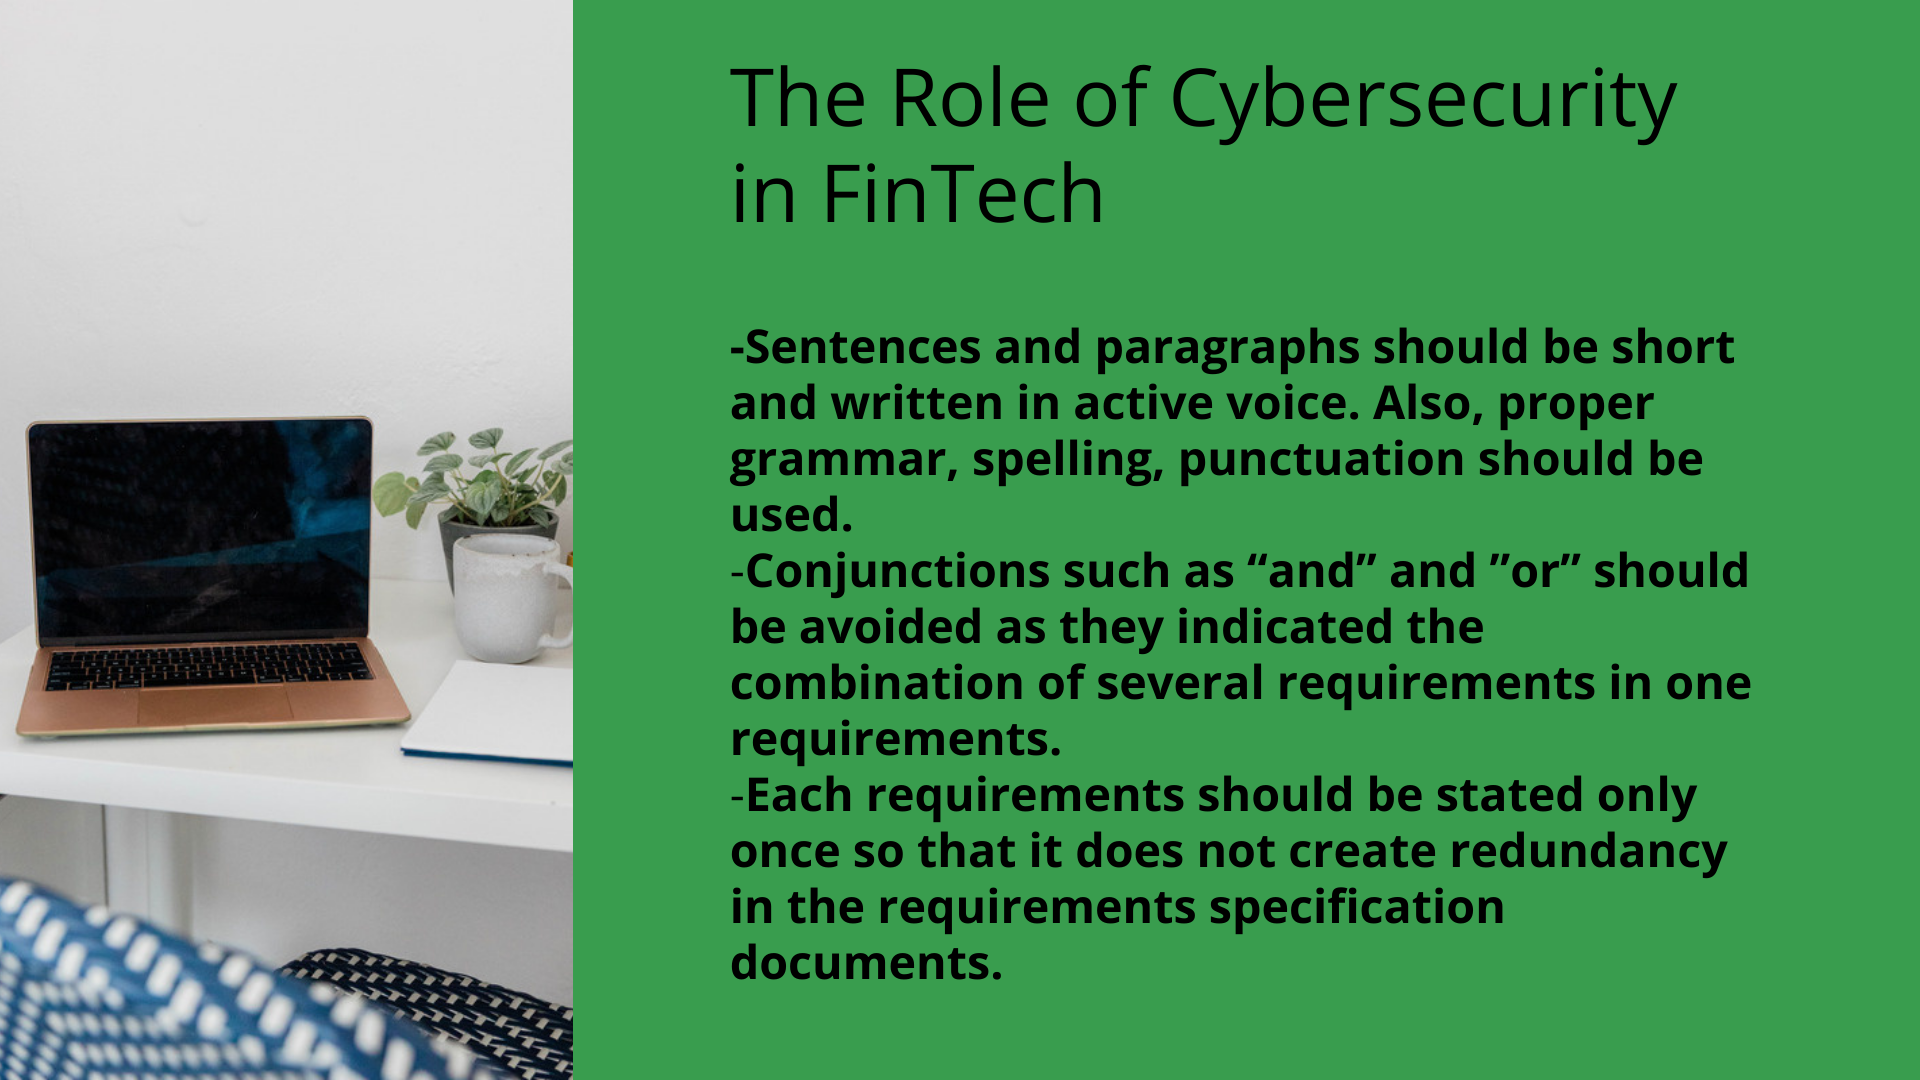 The Role of Cybersecurity
in FinTech
-Sentences and paragraphs should be short
and written in active voice. Also, proper
grammar, spelling, punctuation should be
used.
-Conjunctions such as “and” and ”or” should
be avoided as they indicated the
combination of several requirements in one
requirements.
-Each requirements should be stated only
once so that it does not create redundancy
in the requirements specification
documents.